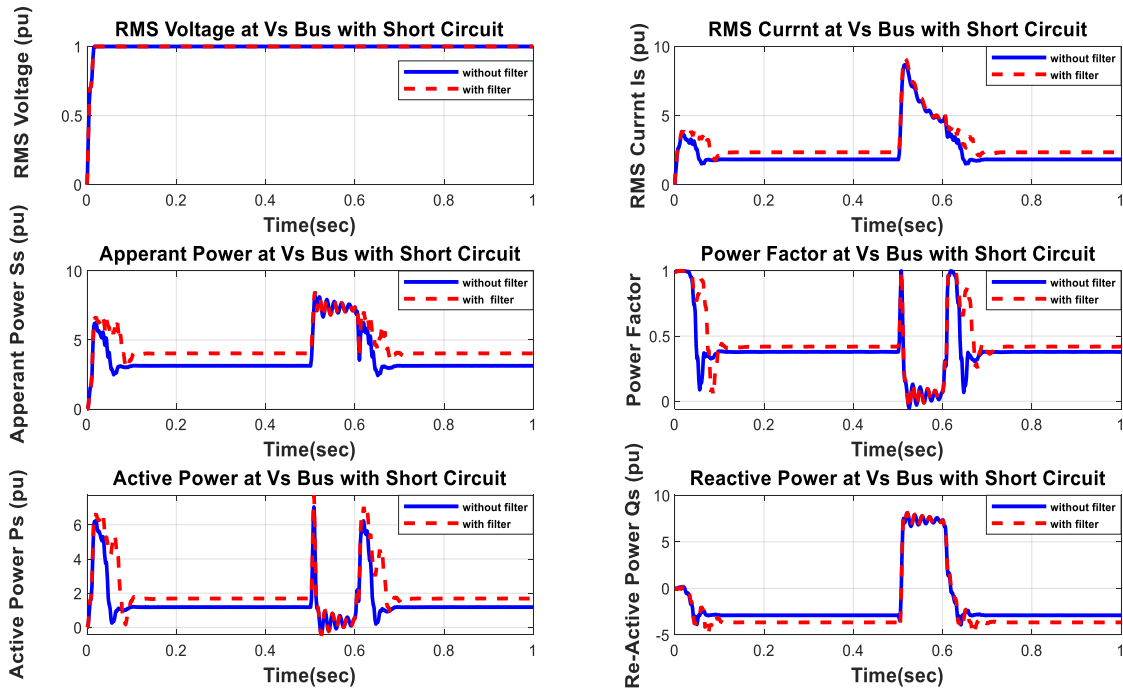 RMS Voltage at Vs Bus with Short Circuit
RMS Voltage (pu)
1
0.5
0
without filter
with filter
0
0.2
0.4
0.6
0.8
1
Time(sec)
RMS Currnt at Vs Bus with Short Circuit
RMS Currnt Is (pu)
10
5
0
without filter
with filter
0
0.2
0.4
0.6
0.8
1
Time(sec)
Apperant Power at Vs Bus with Short Circuit
Apperant Power Ss (pu)
10
5
0
without filter
with filter
0
0.2
0.4
0.6
0.8
1
Time(sec)
Power Factor at Vs Bus with Short Circuit
Power Factor
1
0.5
0
without filter
with filter
0
0.2
0.4
0.6
0.8
1
Time(sec)
Active Power at Vs Bus with Short Circuit
Active Power Ps (pu)
6
4
2
0
without filter
with filter
0
0.2
0.4
0.6
0.8
1
Time(sec)
Reactive Power at Vs Bus with Short Circuit
Re-Active Power Qs (pu)
10
5
0
-5
without filter
with filter
0
0.2
0.4
0.6
0.8
1
Time(sec)